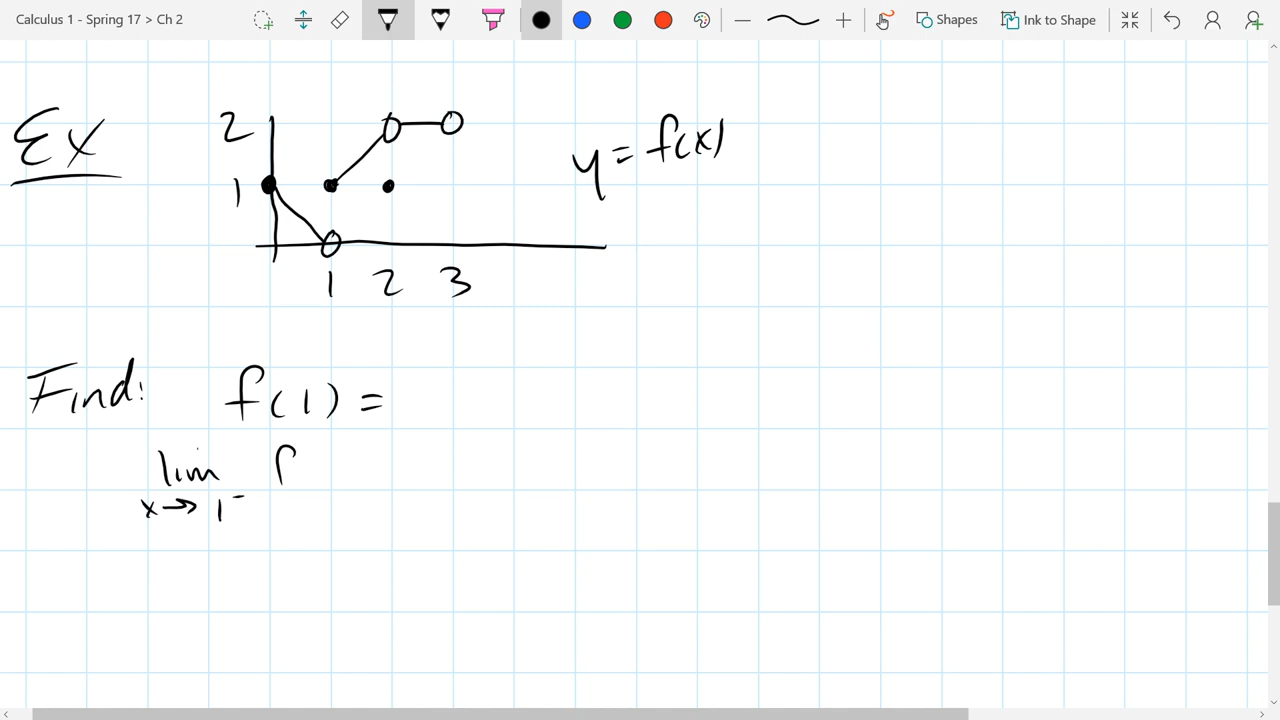 Calculus 1 - Spring 17 > Ch 2
Shapes
Ink to Shape
Ex
2
y = f(x)
1
1 2 3
Find: f(1) =
lim f
x → 1⁻